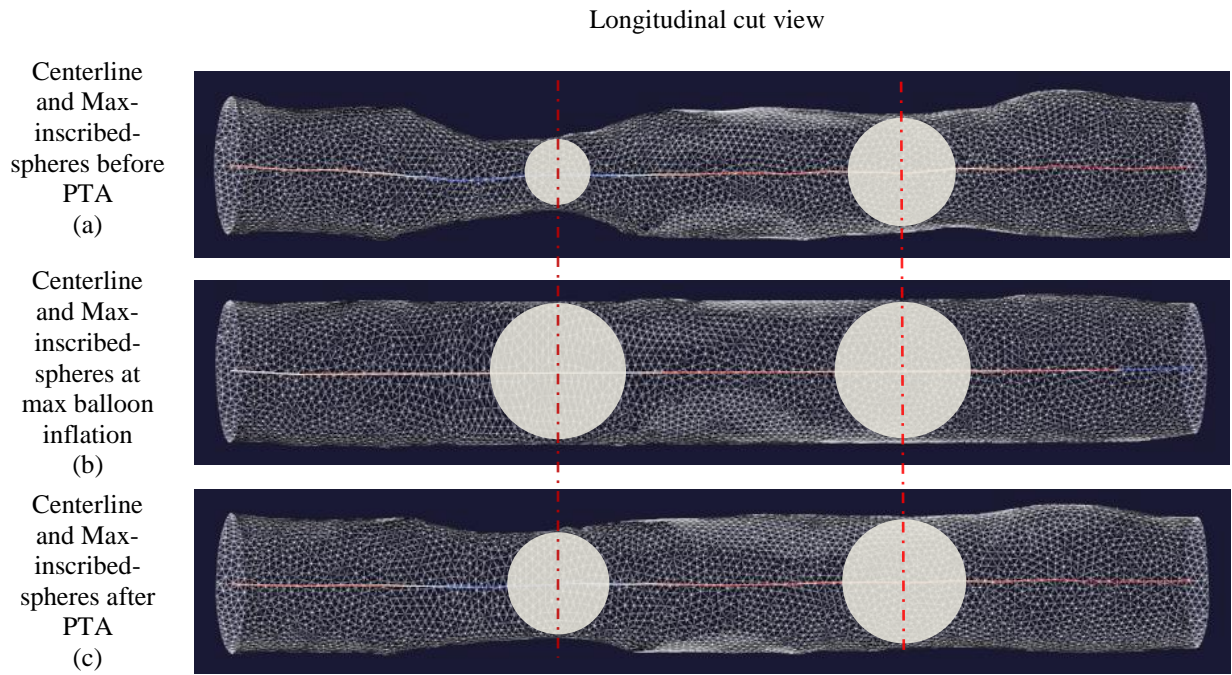 Longitudinal cut view
Centerline
and Max-
inscribed-
spheres before
PTA
(a)
Centerline
and Max-
inscribed-
spheres at
max balloon
inflation
(b)
Centerline
and Max-
inscribed-
spheres after
PTA
(c)